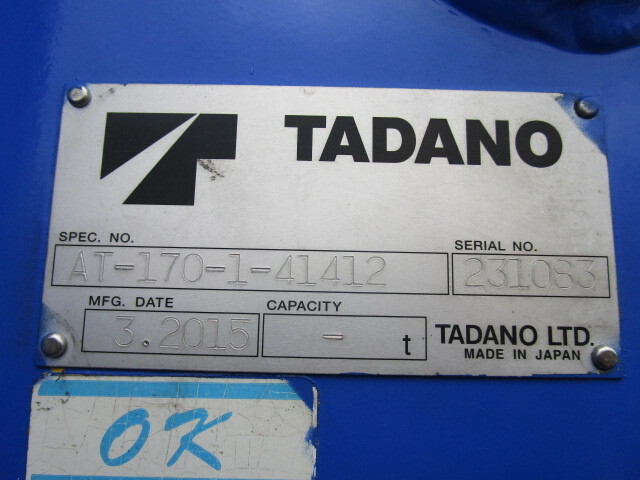 TADANO
SPEC. NO.
AT-170-1-41412
SERIAL NO.
231083
MFG. DATE
3.2015
CAPACITY
- t
TADANO LTD.
MADE IN JAPAN
OK